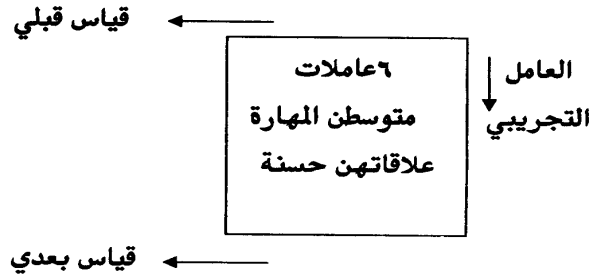 قياس قبلي
٦عاملات
متوسطن المهارة
علاقاتهن حسنة
العامل
التجريبي
قياس بعدي